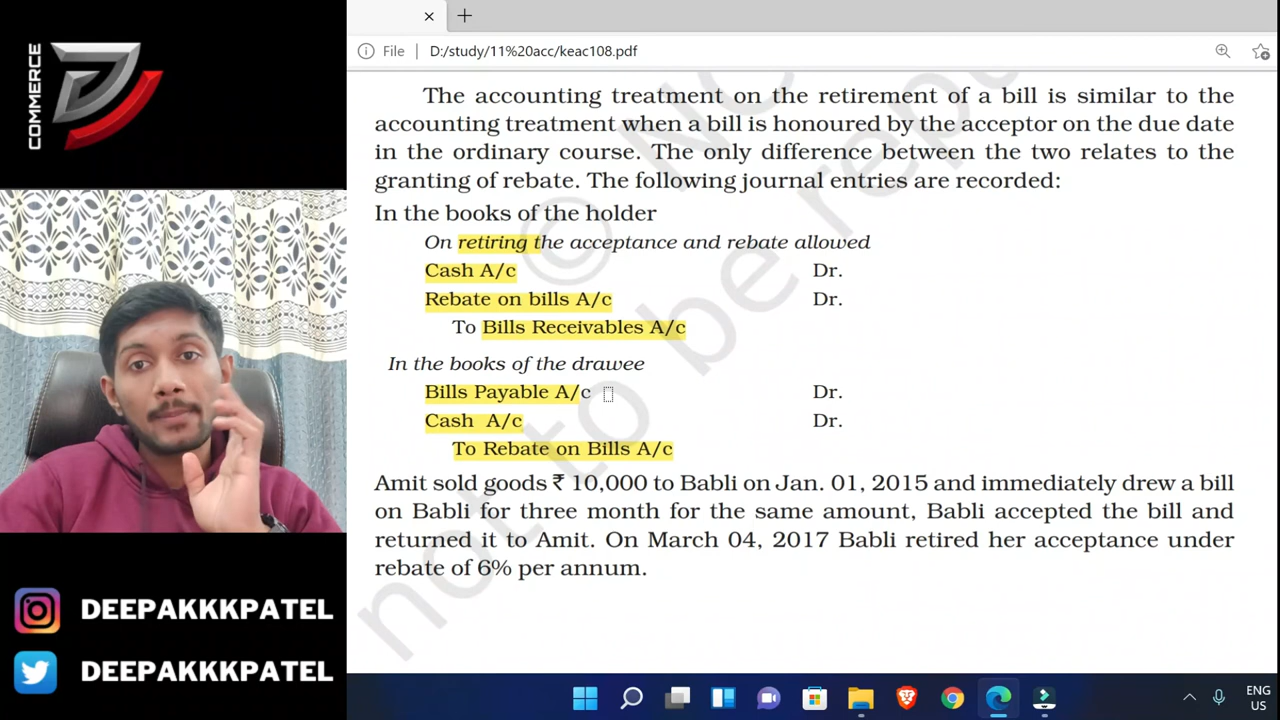 COMMERCE
File
D:/study/11%20acc/keac108.pdf
The accounting treatment on the retirement of a bill is similar to the
accounting treatment when a bill is honoured by the acceptor on the due date
in the ordinary course. The only difference between the two relates to the
granting of rebate. The following journal entries are recorded:
In the books of the holder
On retiring the acceptance and rebate allowed
Cash A/c Dr.
Rebate on bills A/c Dr.
To Bills Receivables A/c
In the books of the drawee
Bills Payable A/c Dr.
Cash A/c Dr.
To Rebate on Bills A/c
Amit sold goods ₹ 10,000 to Babli on Jan. 01, 2015 and immediately drew a bill
on Babli for three month for the same amount, Babli accepted the bill and
returned it to Amit. On March 04, 2017 Babli retired her acceptance under
rebate of 6% per annum.
© NC
not to be repu
DEEPAKKKPATEL
DEEPAKKKPATEL
ENG
US